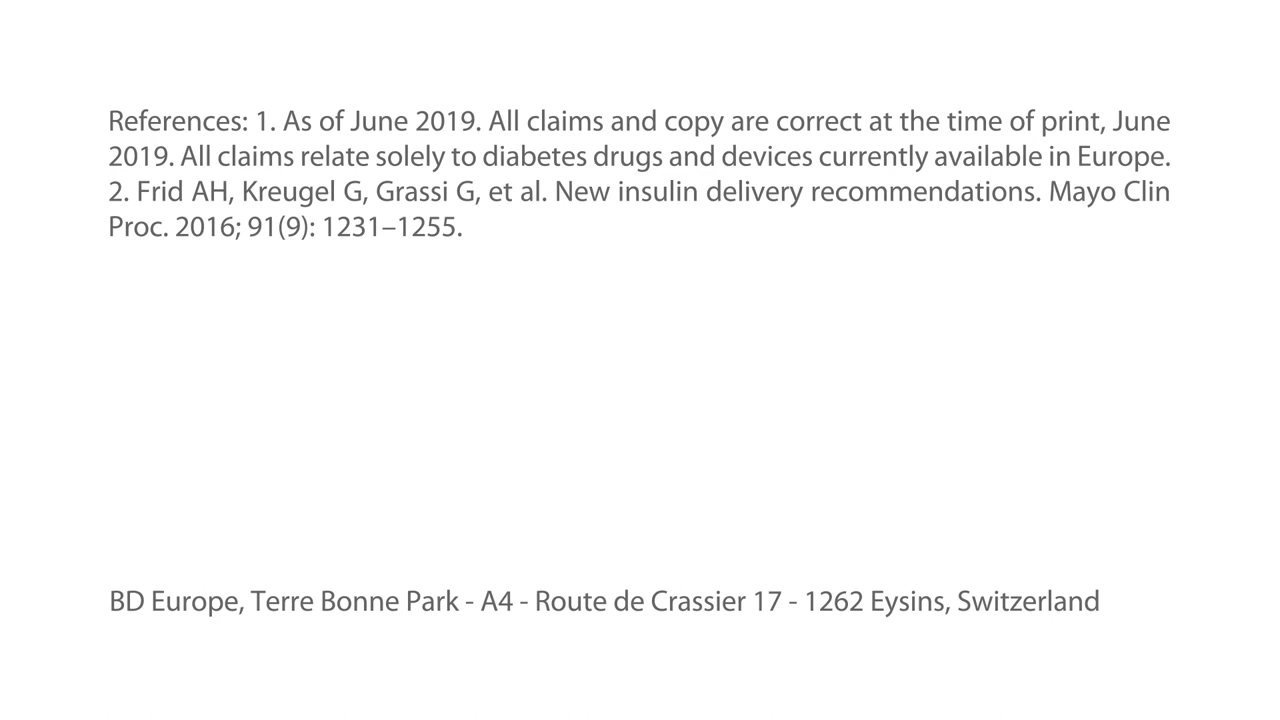 References: 1. As of June 2019. All claims and copy are correct at the time of print, June
2019. All claims relate solely to diabetes drugs and devices currently available in Europe.
2. Frid AH, Kreugel G, Grassi G, et al. New insulin delivery recommendations. Mayo Clin
Proc. 2016; 91(9): 1231–1255.
BD Europe, Terre Bonne Park - A4 - Route de Crassier 17 - 1262 Eysins, Switzerland